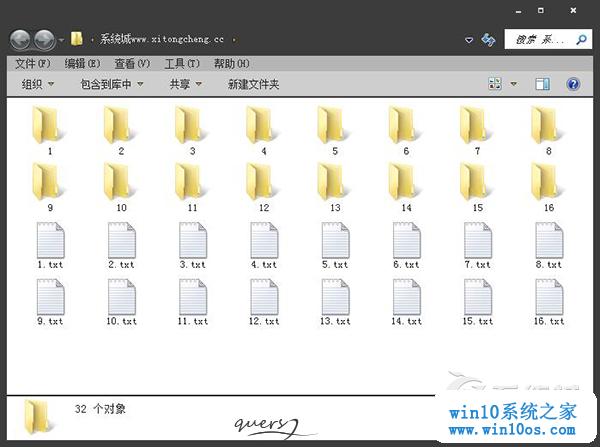 系统城www.xitongcheng.cc
搜索 系...
文件(F) 编辑(E) 查看(V) 工具(T) 帮助(H)
组织 包含到库中 共享 新建文件夹
1 2 3 4 5 6 7 8
9 10 11 12 13 14 15 16
1.txt 2.txt 3.txt 4.txt 5.txt 6.txt 7.txt 8.txt
9.txt 10.txt 11.txt 12.txt 13.txt 14.txt 15.txt 16.txt
32 个对象
win10系统之家
www.win10os.com